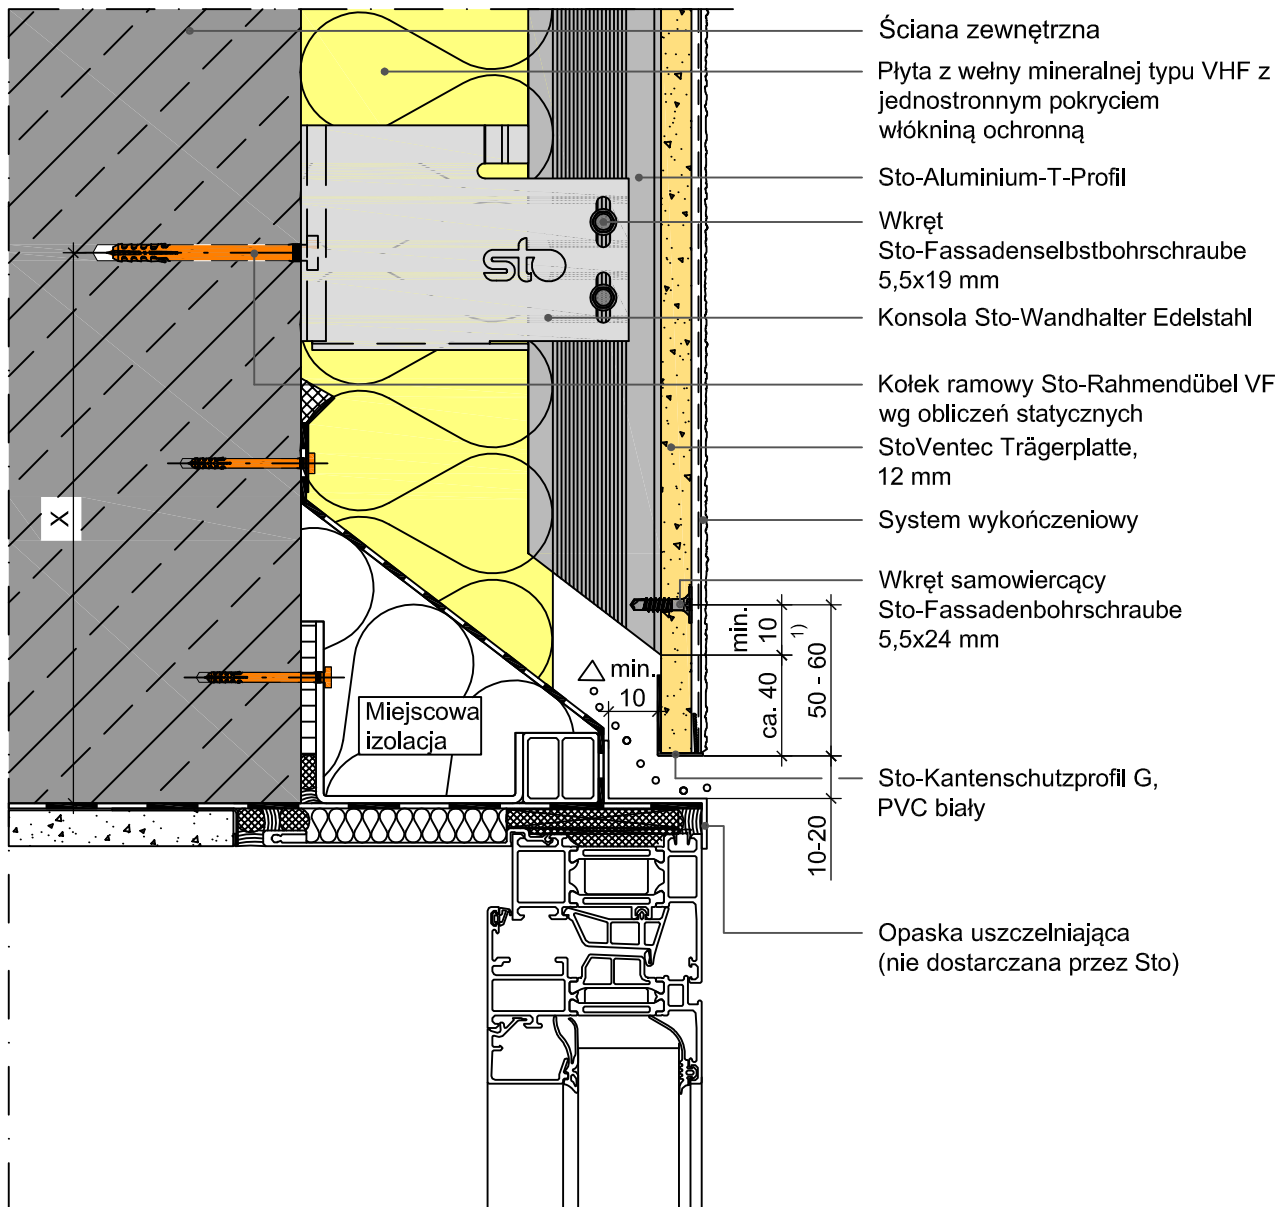 Ściana zewnętrzna
Płyta z wełny mineralnej typu VHF z
jednostronnym pokryciem
włókniną ochronną
Sto-Aluminium-T-Profil
Wkręt
Sto-Fassadenselbstbohrschraube
5,5x19 mm
Konsola Sto-Wandhalter Edelstahl
Kołek ramowy Sto-Rahmendübel VF
wg obliczeń statycznych
StoVentec Trägerplatte,
12 mm
System wykończeniowy
Wkręt samowiercący
Sto-Fassadenbohrschraube
5,5x24 mm
Sto-Kantenschutzprofil G,
PVC biały
Opaska uszczelniająca
(nie dostarczana przez Sto)
sto
X
Miejscowa
izolacja
min.
10
min.
10
1)
ca. 40
50 - 60
10-20